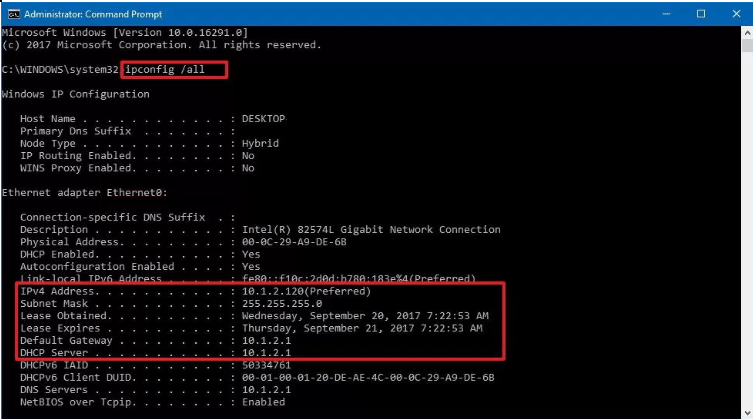 Administrator: Command Prompt
Microsoft Windows [Version 10.0.16291.0]
(c) 2017 Microsoft Corporation. All rights reserved.
C:\WINDOWS\system32>ipconfig /all
Windows IP Configuration
Host Name . . . . . . . . . . . . : DESKTOP
Primary Dns Suffix . . . . . . . :
Node Type . . . . . . . . . . . . : Hybrid
IP Routing Enabled. . . . . . . . : No
WINS Proxy Enabled. . . . . . . . : No
Ethernet adapter Ethernet0:
Connection-specific DNS Suffix . :
Description . . . . . . . . . . . : Intel(R) 82574L Gigabit Network Connection
Physical Address. . . . . . . . . : 00-0C-29-A9-DE-6B
DHCP Enabled. . . . . . . . . . . : Yes
Autoconfiguration Enabled . . . . : Yes
Link-local IPv6 Address . . . . . : fe80::f10c:2d0d:b780:183e%4(Preferred)
IPv4 Address. . . . . . . . . . . : 10.1.2.120(Preferred)
Subnet Mask . . . . . . . . . . . : 255.255.255.0
Lease Obtained. . . . . . . . . . : Wednesday, September 20, 2017 7:22:53 AM
Lease Expires . . . . . . . . . . : Thursday, September 21, 2017 7:22:53 AM
Default Gateway . . . . . . . . . : 10.1.2.1
DHCP Server . . . . . . . . . . . : 10.1.2.1
DHCPv6 IAID . . . . . . . . . . . : 50334761
DHCPv6 Client DUID. . . . . . . . : 00-01-00-01-20-DE-AE-4C-00-0C-29-A9-DE-6B
DNS Servers . . . . . . . . . . . : 10.1.2.1
NetBIOS over Tcpip. . . . . . . . : Enabled